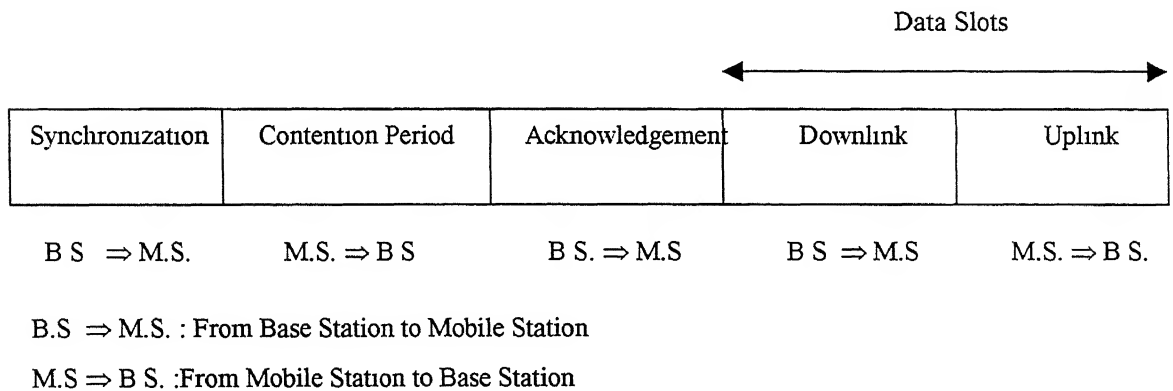 Data Slots
Synchronization Contention Period Acknowledgement Downlink Uplink
B S ⇒ M.S. M.S. ⇒ B S B S. ⇒ M.S B S ⇒ M.S M.S. ⇒ B S.
B.S ⇒ M.S. : From Base Station to Mobile Station
M.S ⇒ B S. :From Mobile Station to Base Station